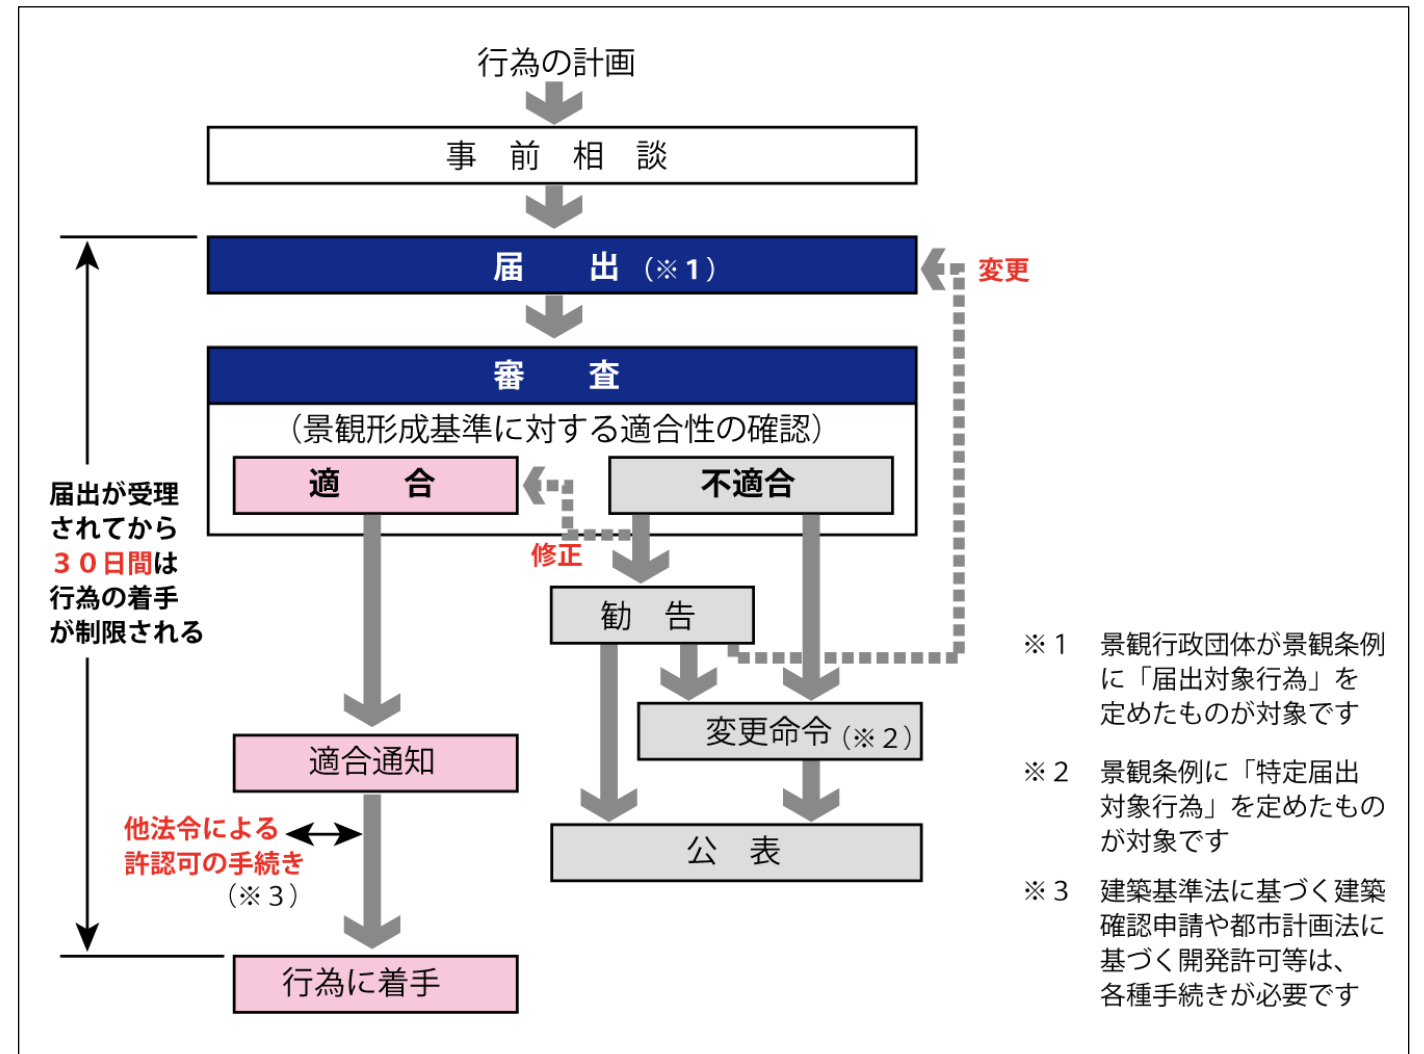 行為の計画
事前相談
届出(※1)
変更
審査
(景観形成基準に対する適合性の確認)
適合
不適合
修正
届出が受理
されてから
30日間は
行為の着手
が制限される
勧告
変更命令(※2)
適合通知
他法令による
許認可の手続き
(※3)
公表
行為に着手
※1 景観行政団体が景観条例
に「届出対象行為」を
定めたものが対象です
※2 景観条例に「特定届出
対象行為」を定めたもの
が対象です
※3 建築基準法に基づく建築
確認申請や都市計画法に
基づく開発許可等は、
各種手続きが必要です